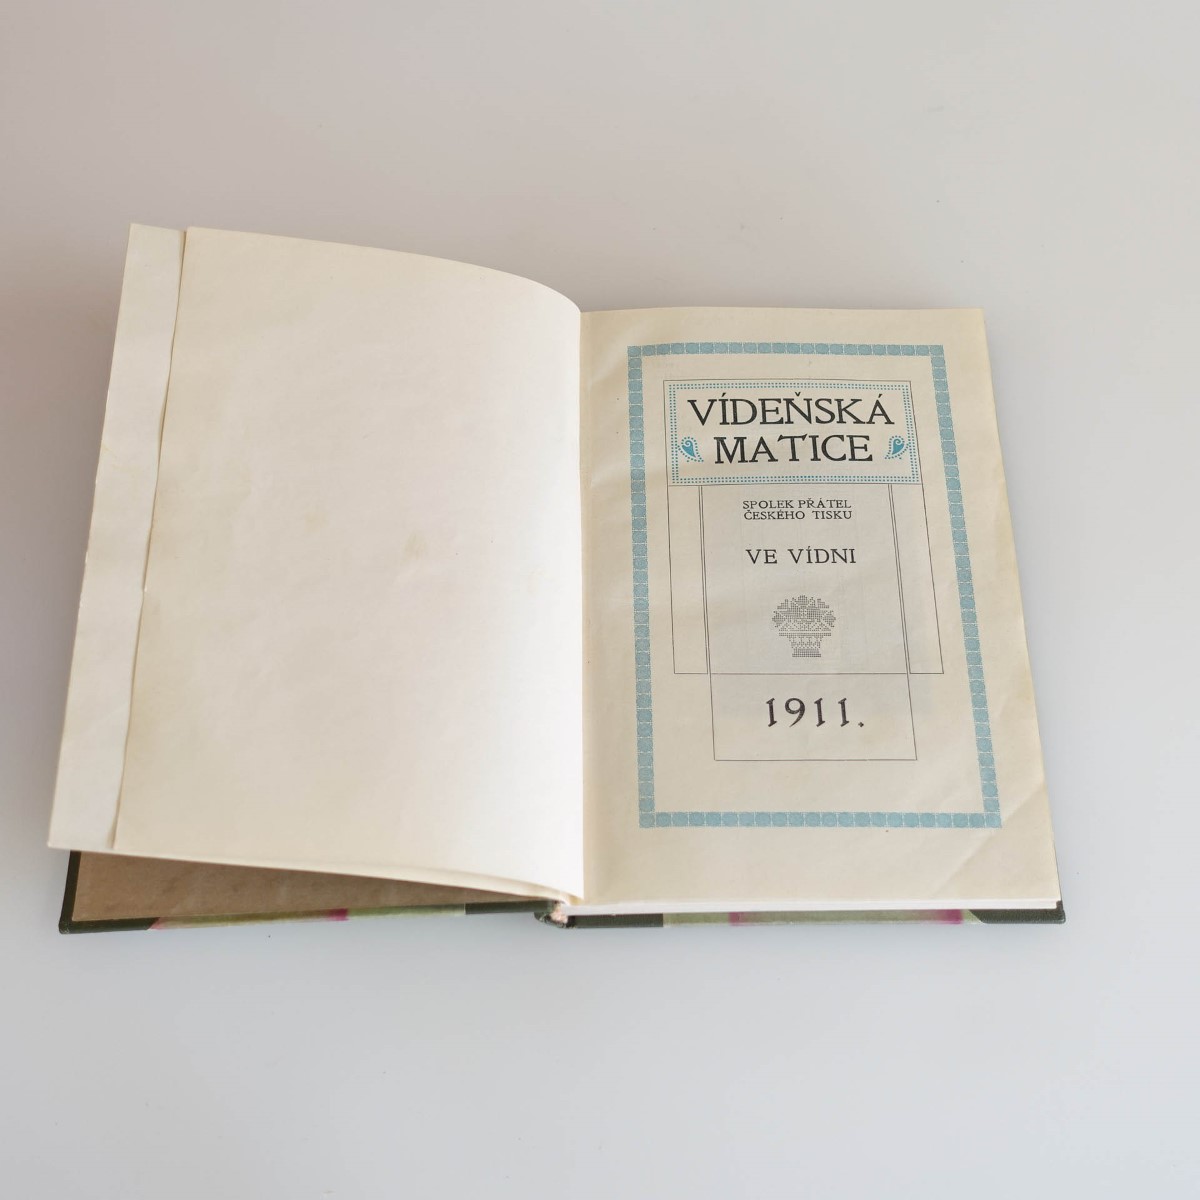 VÍDEŇSKÁ
MATICE
SPOLEK PŘÁTEL
ČESKÉHO TISKU
VE VÍDNI
1911.